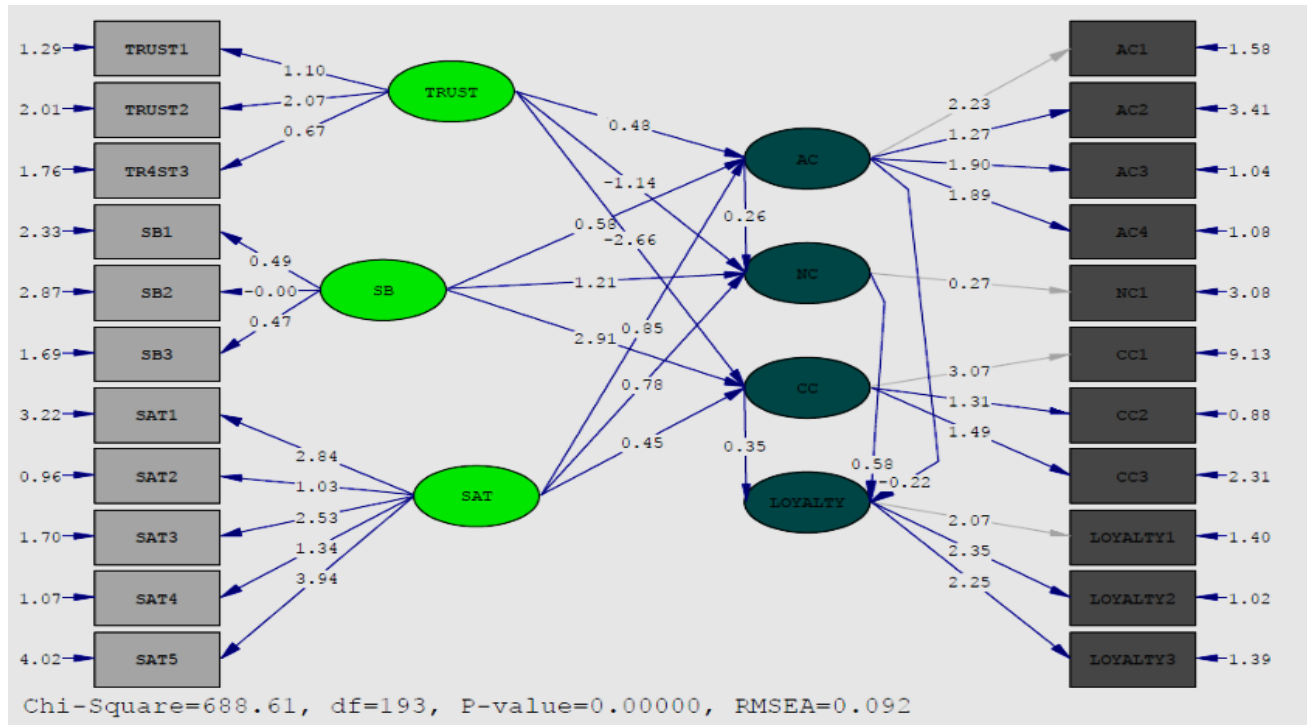 1.29 TRUST1
2.01 TRUST2
1.76 TR4ST3
2.33 SB1
2.87 SB2
1.69 SB3
3.22 SAT1
0.96 SAT2
1.70 SAT3
1.07 SAT4
4.02 SAT5
1.10
2.07
0.67
0.49
-0.00
0.47
2.84
1.03
2.53
1.34
3.94
TRUST
SB
SAT
0.48
-1.14
-2.66
0.58
1.21
2.91
0.85
0.78
0.45
AC
0.26
NC
CC
0.35
LOYALTY
0.58
-0.22
2.23
1.27
1.90
1.89
0.27
3.07
1.31
1.49
2.07
2.35
2.25
AC1 1.58
AC2 3.41
AC3 1.04
AC4 1.08
NC1 3.08
CC1 9.13
CC2 0.88
CC3 2.31
LOYALTY1 1.40
LOYALTY2 1.02
LOYALTY3 1.39
Chi-Square=688.61, df=193, P-value=0.00000, RMSEA=0.092